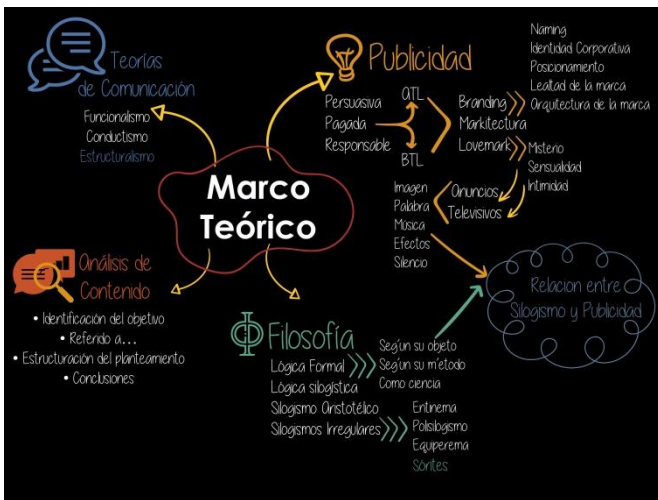 Teorías
de Comunicación
Funcionalismo
Conductismo
Estructuralismo
Publicidad
Persuasiva
Pagada
Responsable
ATL
BTL
Branding
Markitectura
Lovemark
Naming
Identidad Corporativa
Posicionamiento
Lealtad de la marca
Arquitectura de la marca
Misterio
Sensualidad
Intimidad
Anuncios
Televisivos
Imagen
Palabra
Música
Efectos
Silencio
Marco
Teórico
Análisis de
Contenido
• Identificación del objetivo
• Referido a...
• Estructuración del planteamiento
• Conclusiones
Filosofía
Lógica Formal
Lógica silogística
Silogismo Aristotélico
Silogismos Irregulares
Según su objeto
Según su método
Como ciencia
Entinema
Polisilogismo
Equiperema
Sórites
Relacion entre
Silogismo y Publicidad